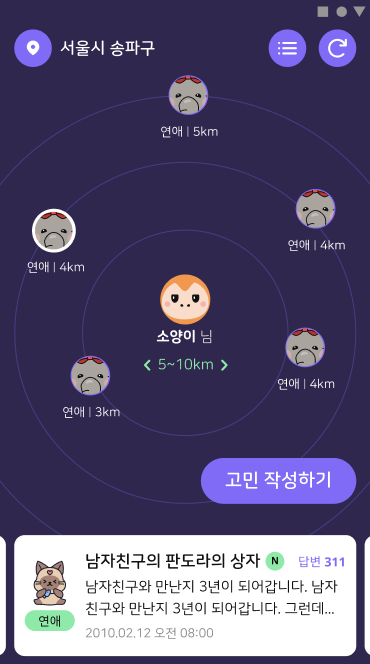 서울시 송파구
연애 | 5km
연애 | 4km
연애 | 4km
소양이 님
< 5~10km >
연애 | 4km
연애 | 3km
고민 작성하기
남자친구의 판도라의 상자 N 답변 311
남자친구와 만난지 3년이 되어갑니다. 남자
친구와 만난지 3년이 되어갑니다. 그런데...
연애
2010.02.12 오전 08:00